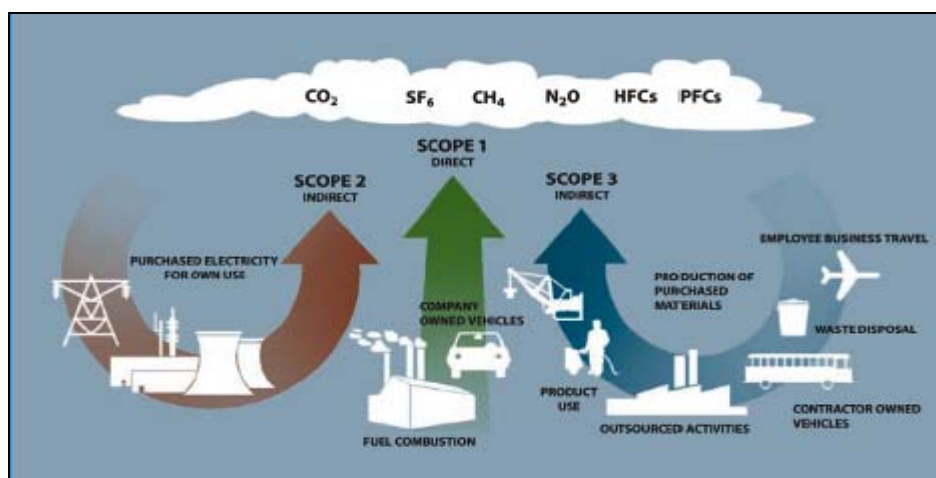 CO₂ SF₆ CH₄ N₂O HFCs PFCs
SCOPE 1
DIRECT
SCOPE 2
INDIRECT
SCOPE 3
INDIRECT
PURCHASED ELECTRICITY
FOR OWN USE
COMPANY
OWNED VEHICLES
FUEL COMBUSTION
PRODUCT
USE
PRODUCTION OF
PURCHASED
MATERIALS
OUTSOURCED ACTIVITIES
EMPLOYEE BUSINESS TRAVEL
WASTE DISPOSAL
CONTRACTOR OWNED
VEHICLES